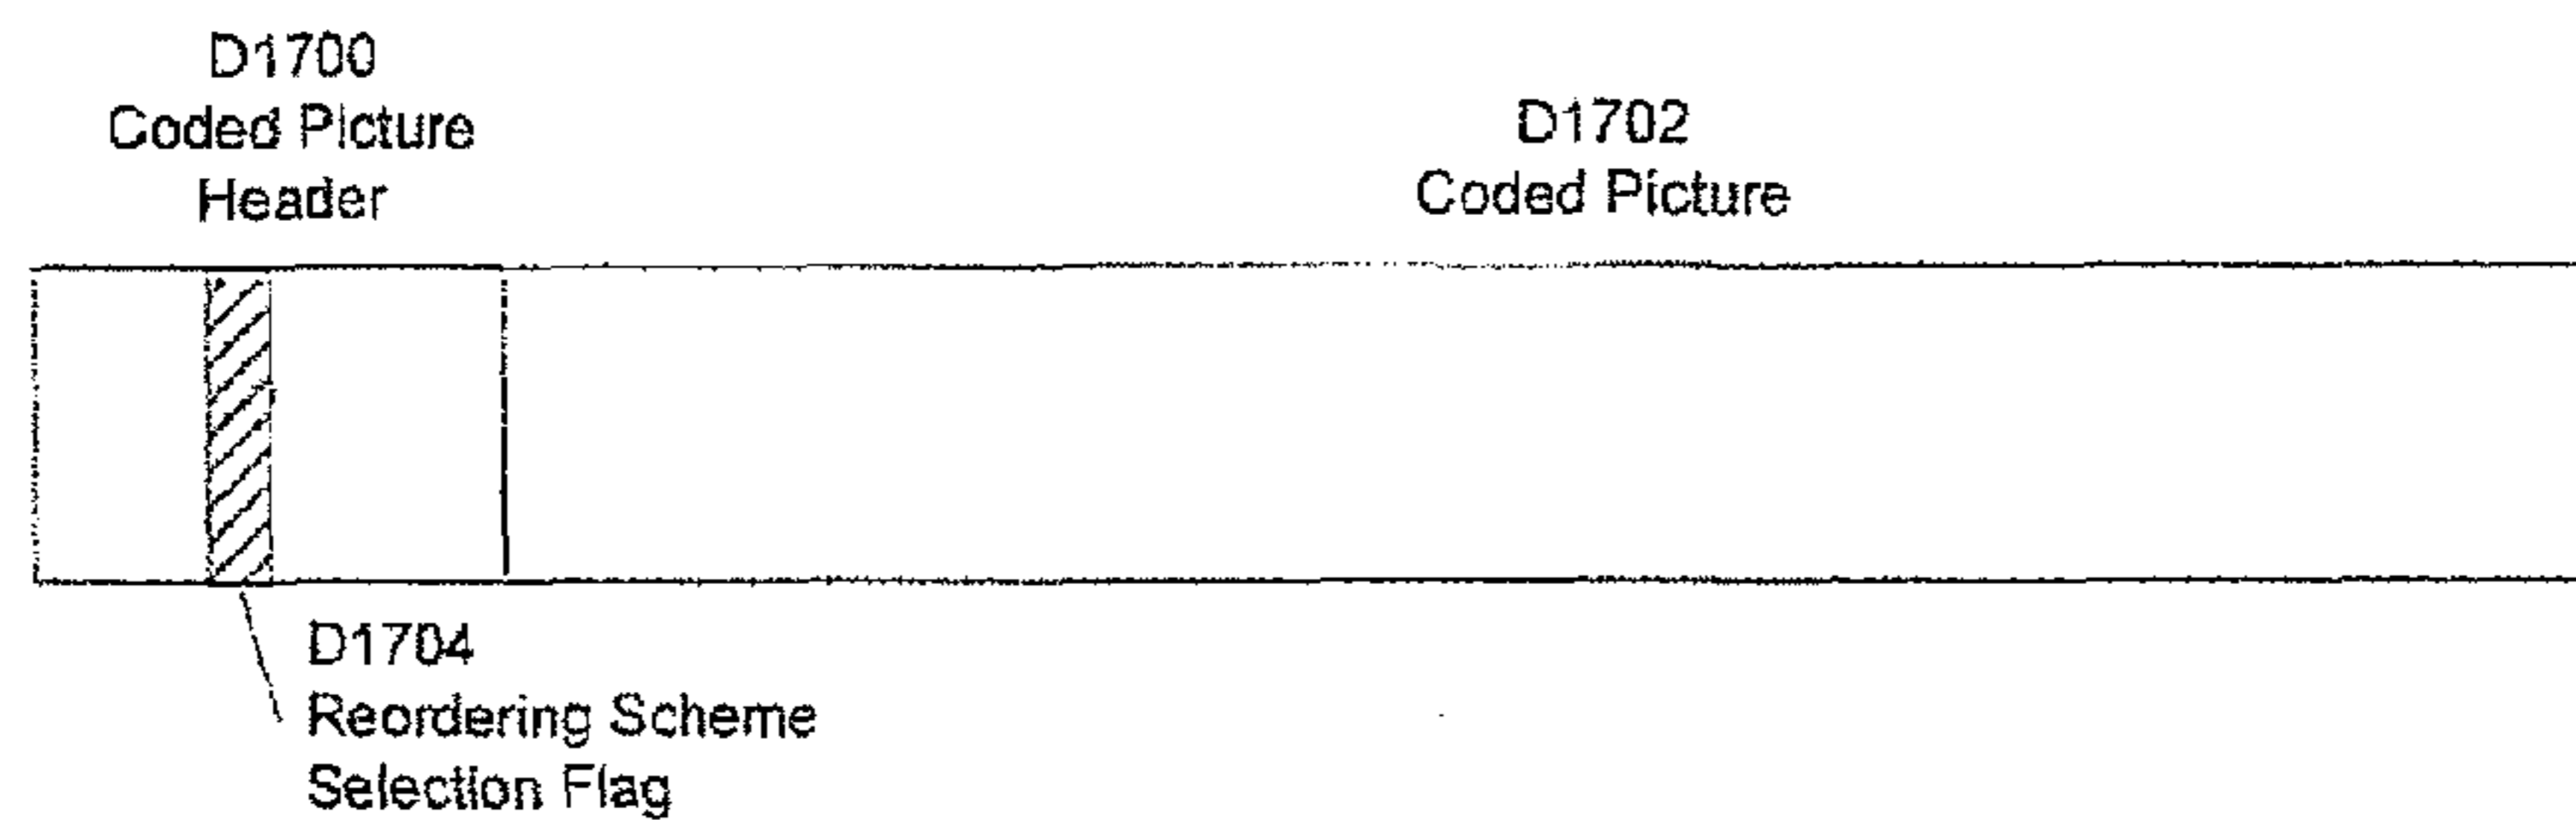 D1700
Coded Picture
Header
D1702
Coded Picture
D1704
Reordering Scheme
Selection Flag